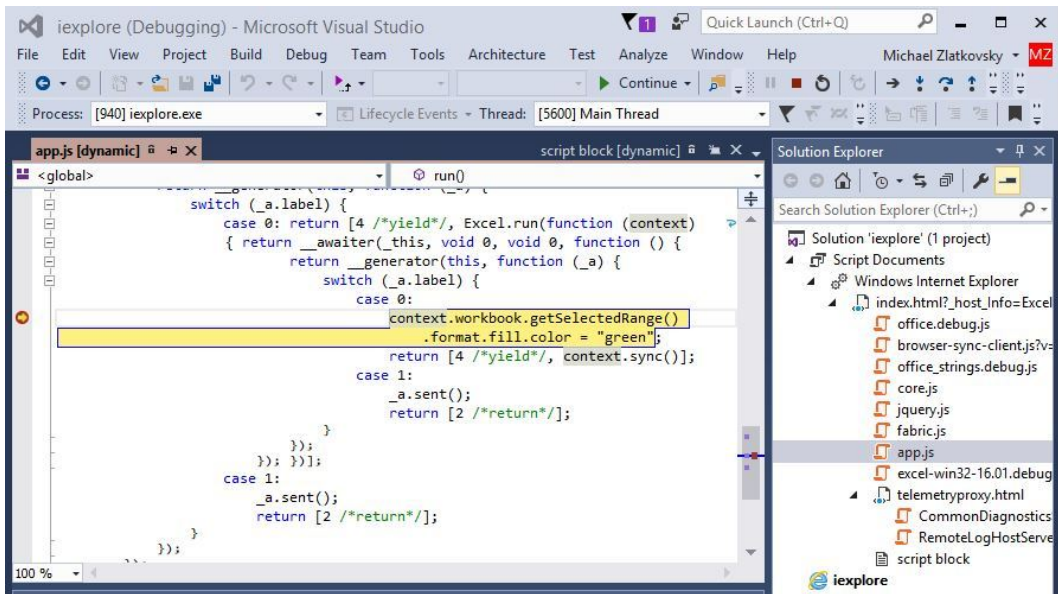 iexplore (Debugging) - Microsoft Visual Studio 1 Quick Launch (Ctrl+Q)
File Edit View Project Build Debug Team Tools Architecture Test Analyze Window Help Michael Zlatkovsky MZ
Continue
Process: [940] iexplore.exe Lifecycle Events Thread: [5600] Main Thread
app.js [dynamic] script block [dynamic]
<global> run()
switch (_a.label) {
case 0: return [4 /*yield*/, Excel.run(function (context)
{ return __awaiter(_this, void 0, void 0, function () {
return __generator(this, function (_a) {
switch (_a.label) {
case 0:
context.workbook.getSelectedRange()
.format.fill.color = "green";
return [4 /*yield*/, context.sync()];
case 1:
_a.sent();
return [2 /*return*/];
}
});
}); })];
case 1:
_a.sent();
return [2 /*return*/];
}
});
100 %
Solution Explorer
Search Solution Explorer (Ctrl+;)
Solution 'iexplore' (1 project)
Script Documents
Windows Internet Explorer
index.html?_host_Info=Excel
office.debug.js
browser-sync-client.js?v=
office_strings.debug.js
core.js
jquery.js
fabric.js
app.js
excel-win32-16.01.debug
telemetryproxy.html
CommonDiagnostics
RemoteLogHostServe
script block
iexplore